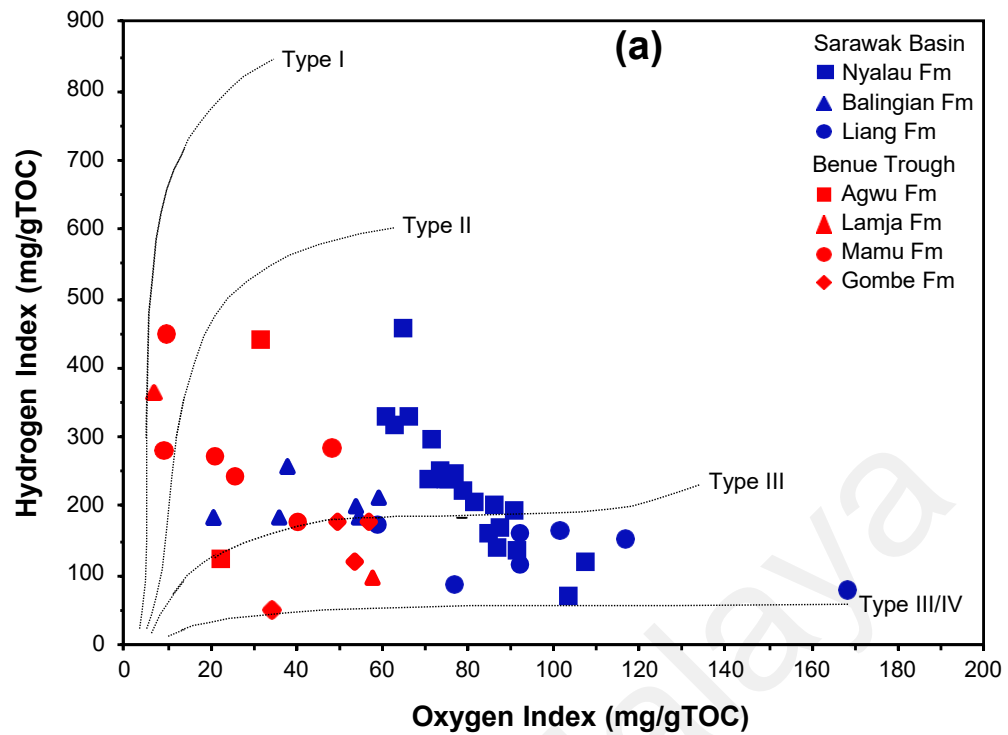 (a)
Sarawak Basin
Nyalau Fm
Balingian Fm
Liang Fm
Benue Trough
Agwu Fm
Lamja Fm
Mamu Fm
Gombe Fm
Type I
Type II
Type III
Type III/IV
Hydrogen Index (mg/gTOC)
900
800
700
600
500
400
300
200
100
0
0 20 40 60 80 100 120 140 160 180 200
Oxygen Index (mg/gTOC)